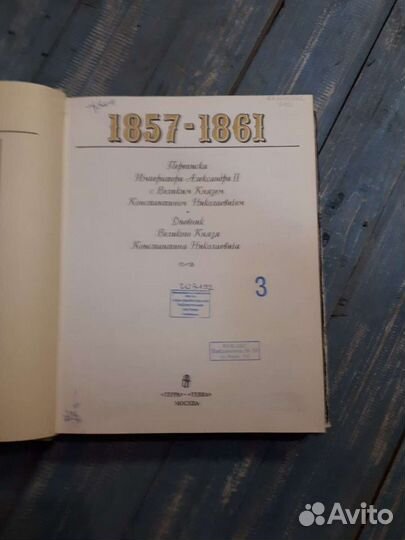 1857-1861
Переписка
Императора Александра II
с Великим Князем
Константином Николаевичем
Дневник
Великого Князя
Константина Николаевича
3
«ТЕРРА»-«TERRA»
МОСКВА
Avito